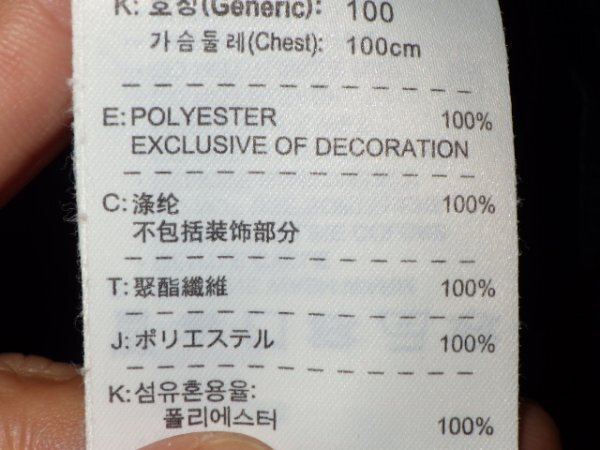 K: 호칭(Generic): 100
가슴둘레(Chest): 100cm
E: POLYESTER 100%
EXCLUSIVE OF DECORATION
C: 涤纶 100%
不包括装饰部分
T: 聚酯纖維 100%
J: ポリエステル 100%
K: 섬유혼용율:
폴리에스터 100%